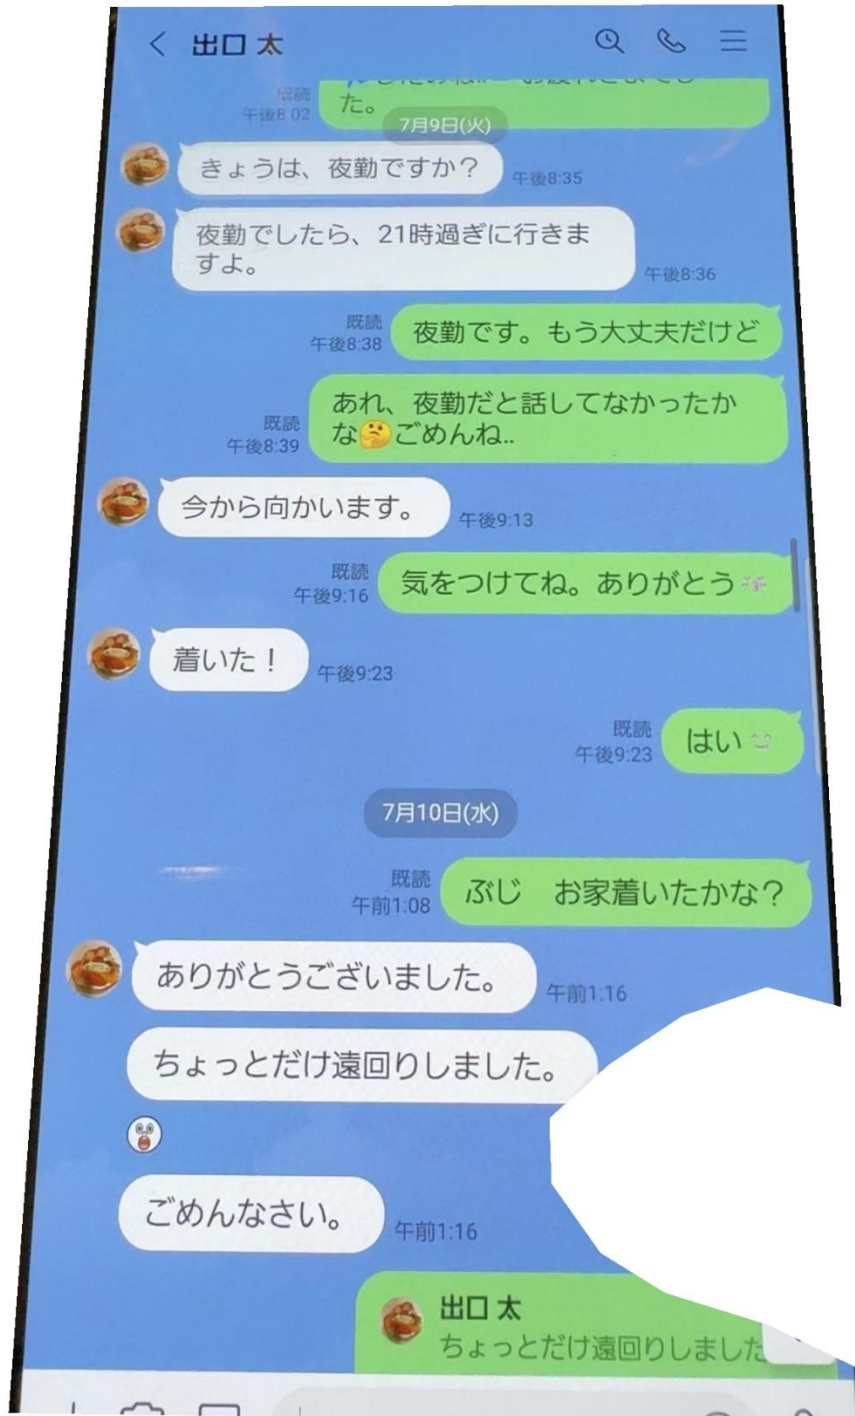 出口 太
た。
既読
午後8:02
7月9日(火)
きょうは、夜勤ですか？
午後8:35
夜勤でしたら、21時過ぎに行きま
すよ。
午後8:36
既読
午後8:38
夜勤です。もう大丈夫だけど
既読
午後8:39
あれ、夜勤だと話してなかったか
な🤔ごめんね..
今から向かいます。
午後9:13
既読
午後9:16
気をつけてね。ありがとう
着いた！
午後9:23
既読
午後9:23
はい
7月10日(水)
既読
午前1:08
ぶじ　お家着いたかな？
ありがとうございました。
午前1:16
ちょっとだけ遠回りしました。
ごめんなさい。
午前1:16
出口 太
ちょっとだけ遠回りしました